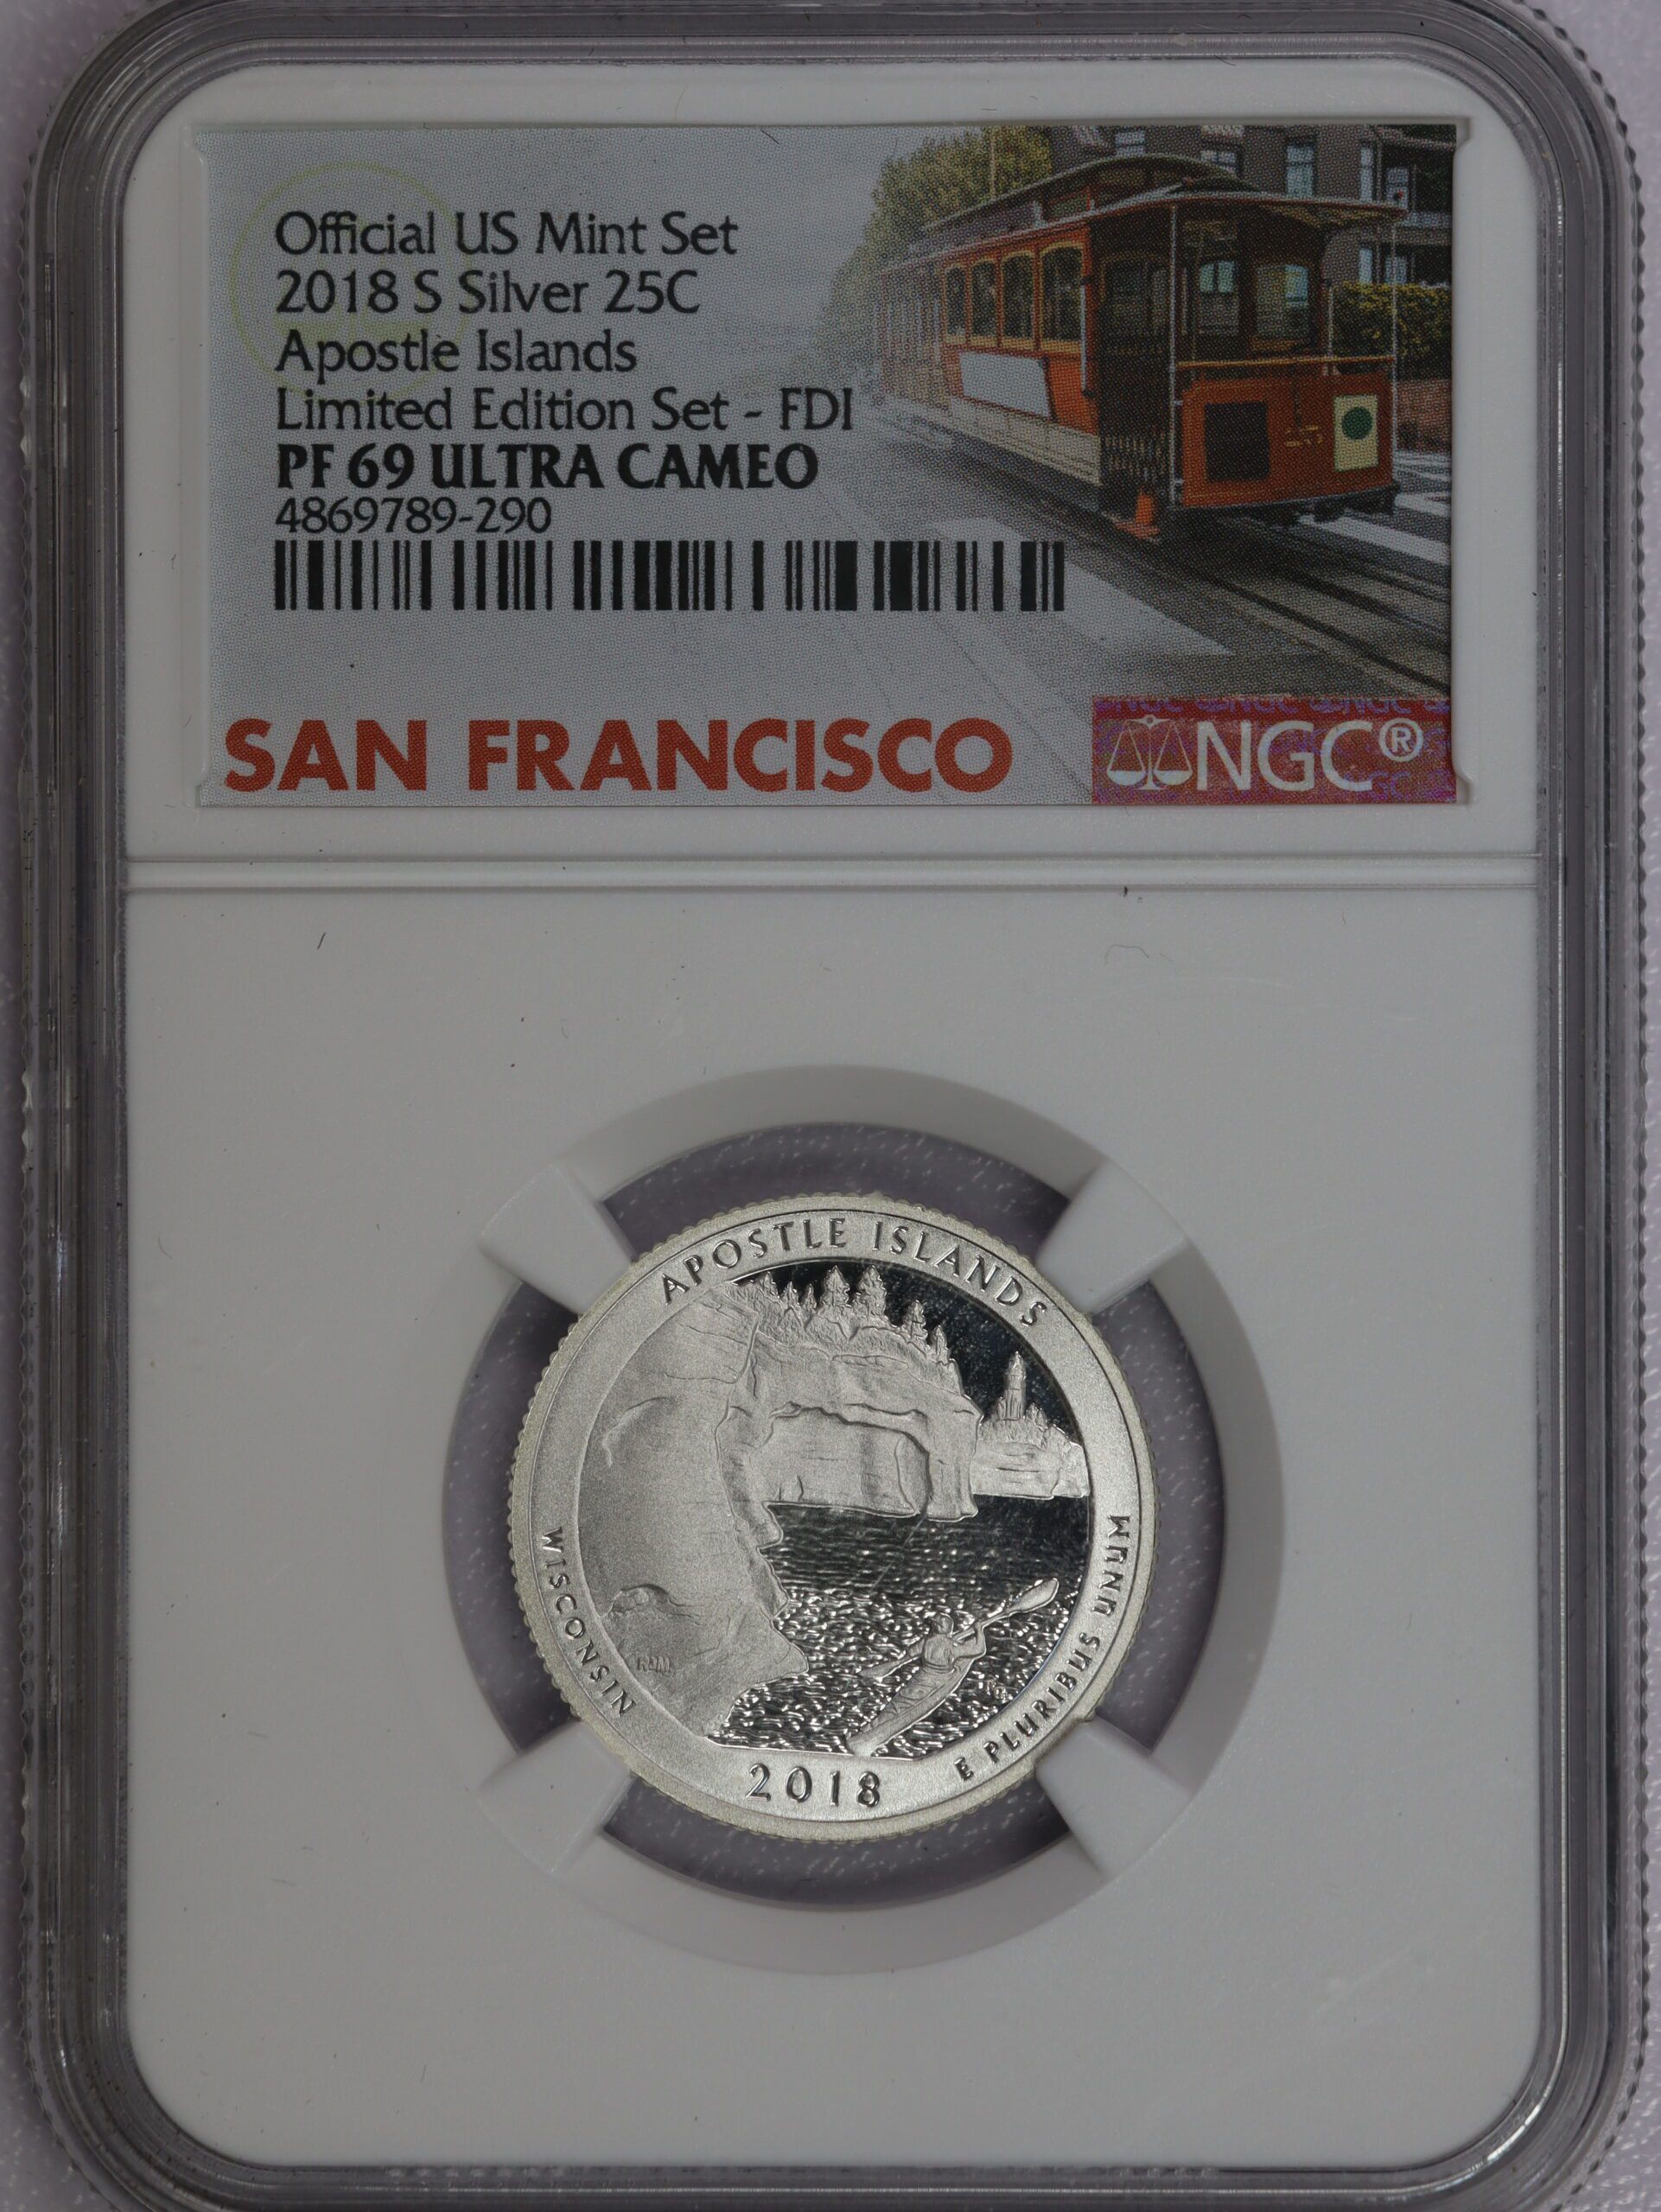 Official US Mint Set
2018 S Silver 25C
Apostle Islands
Limited Edition Set - FDI
PF 69 ULTRA CAMEO
4869789-290
SAN FRANCISCO
NGC®
APOSTLE ISLANDS
WISCONSIN
2018
E PLURIBUS UNUM